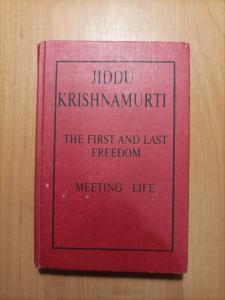 JIDDU
KRISHNAMURTI
THE FIRST AND LAST
FREEDOM
MEETING LIFE